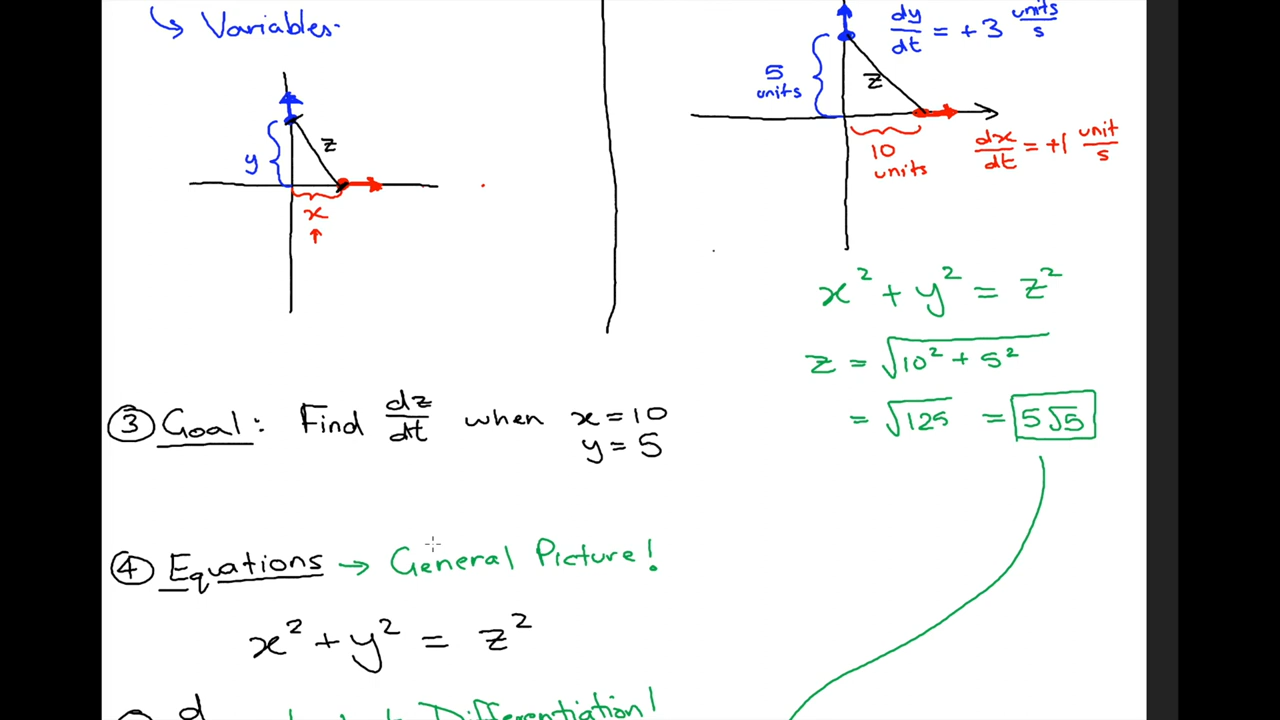 ↳ Variables-
y
z
x
↑
dy/dt = +3 units/s
5 units
z
10 units
dx/dt = +1 unit/s
x² + y² = z²
z = √10² + 5²
= √125 = 5√5
③ Goal: Find dz/dt when x = 10
y = 5
④ Equations → General Picture!
x² + y² = z²
d
Differentiation!